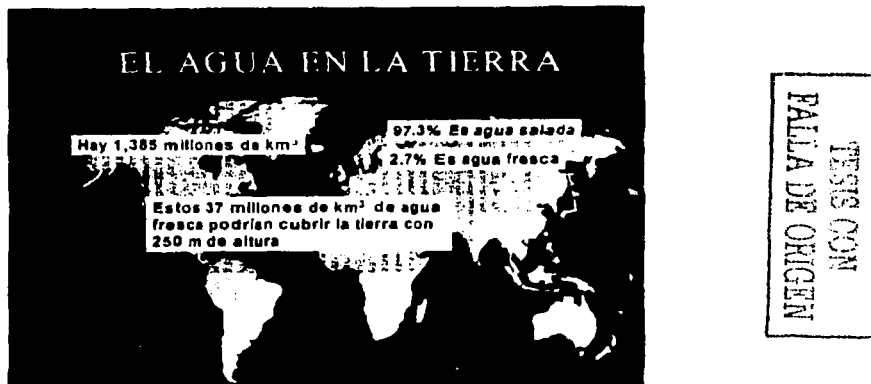 EL AGUA EN LA TIERRA
Hay 1,385 millones de km³
97.3% Es agua salada
2.7% Es agua fresca
Estos 37 millones de km³ de agua
fresca podrían cubrir la tierra con
250 m de altura
TESIS CON
FALLA DE ORIGEN